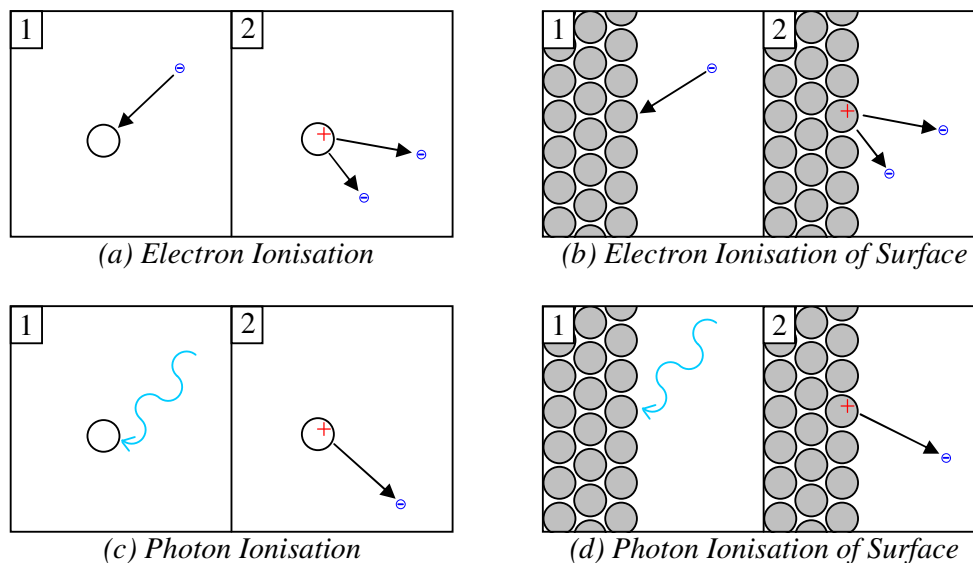 1
2
1
2
(a) Electron Ionisation
(b) Electron Ionisation of Surface
1
2
1
2
(c) Photon Ionisation
(d) Photon Ionisation of Surface